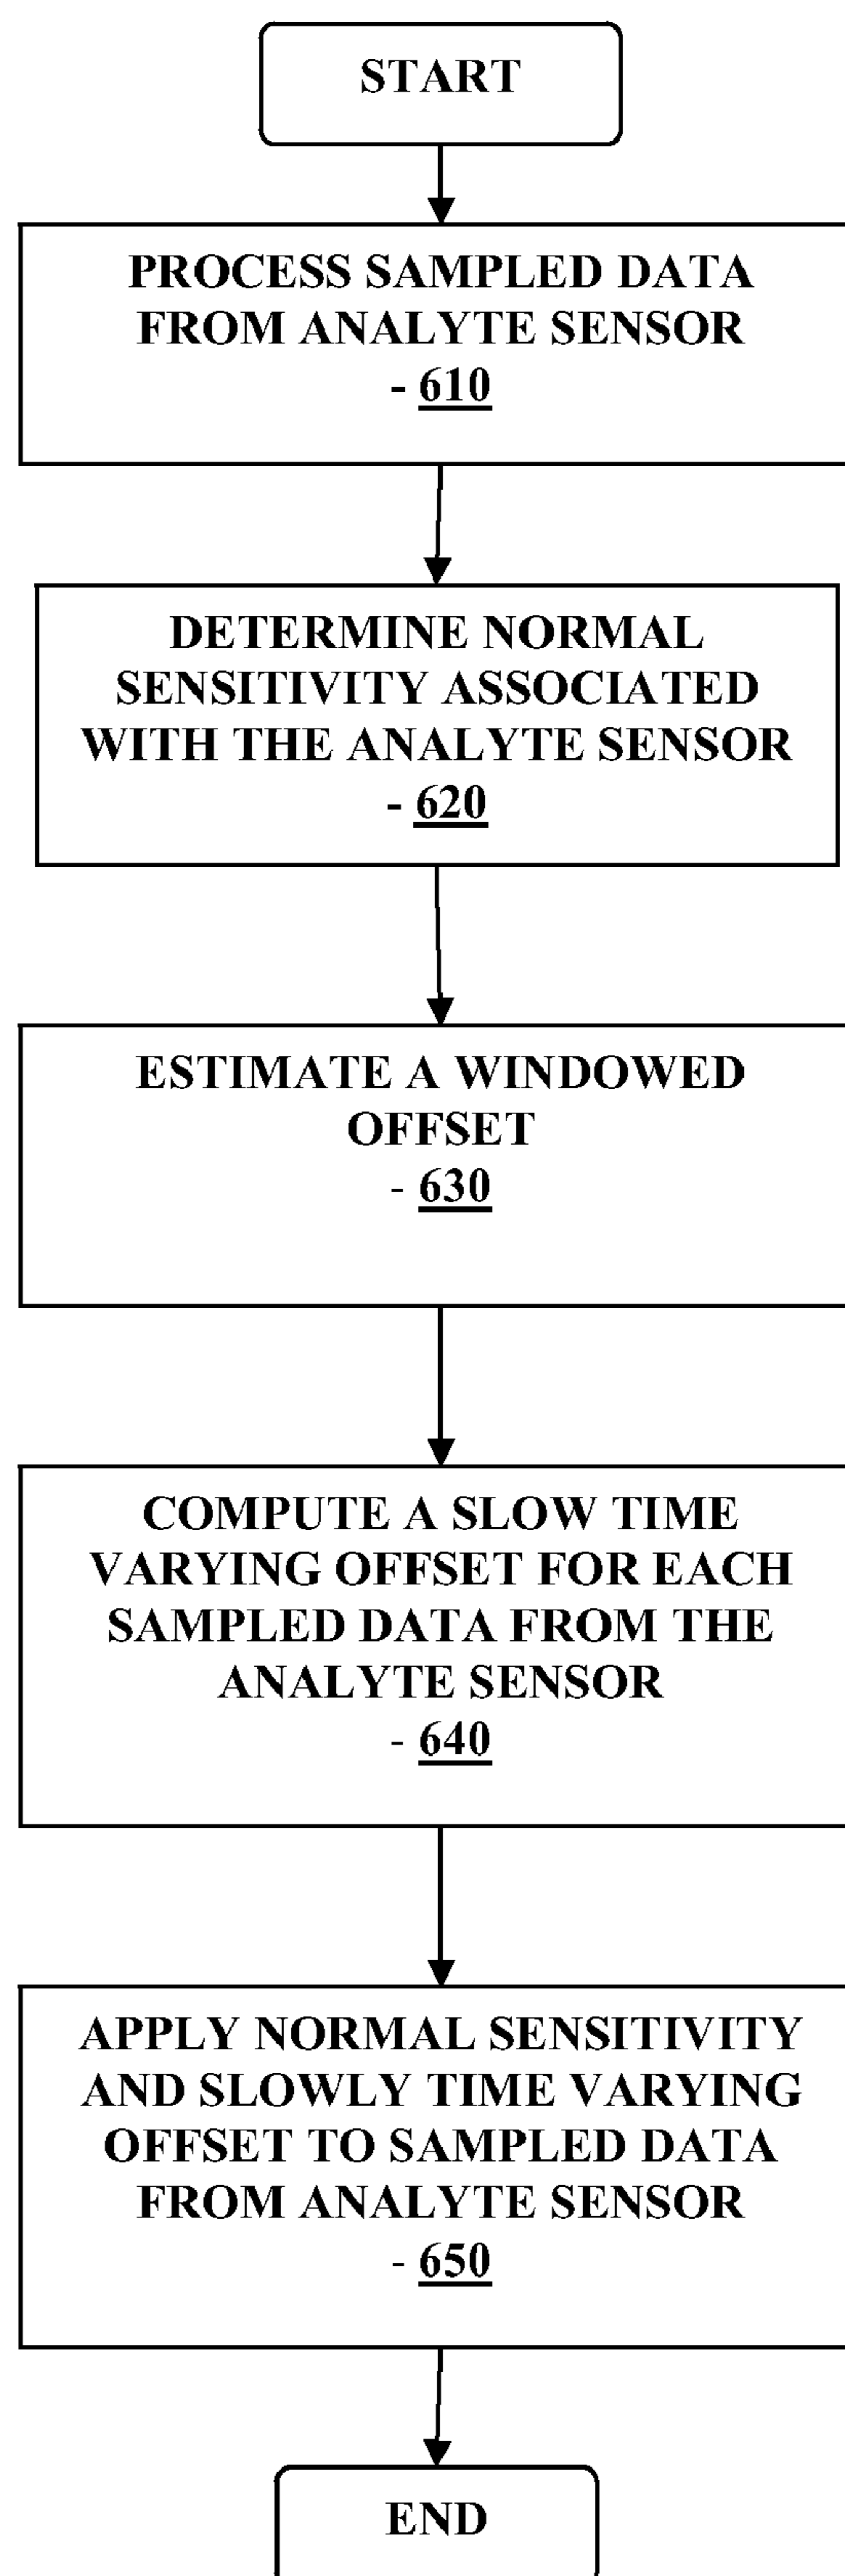 START
PROCESS SAMPLED DATA
FROM ANALYTE SENSOR
- 610
DETERMINE NORMAL
SENSITIVITY ASSOCIATED
WITH THE ANALYTE SENSOR
- 620
ESTIMATE A WINDOWED
OFFSET
- 630
COMPUTE A SLOW TIME
VARYING OFFSET FOR EACH
SAMPLED DATA FROM THE
ANALYTE SENSOR
- 640
APPLY NORMAL SENSITIVITY
AND SLOWLY TIME VARYING
OFFSET TO SAMPLED DATA
FROM ANALYTE SENSOR
- 650
END